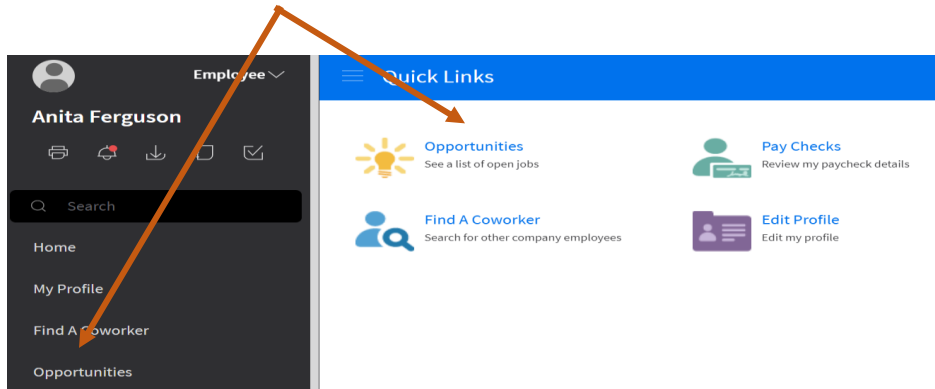 Employee
Anita Ferguson
Search
Home
My Profile
Find A Coworker
Opportunities
Quick Links
Opportunities
See a list of open jobs
Pay Checks
Review my paycheck details
Find A Coworker
Search for other company employees
Edit Profile
Edit my profile